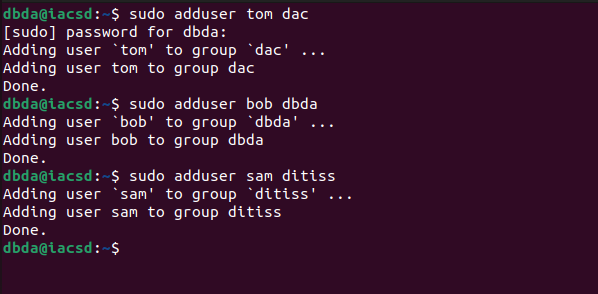 dbda@iacsd:~$ sudo adduser tom dac
[sudo] password for dbda:
Adding user `tom' to group `dac' ...
Adding user tom to group dac
Done.
dbda@iacsd:~$ sudo adduser bob dbda
Adding user `bob' to group `dbda' ...
Adding user bob to group dbda
Done.
dbda@iacsd:~$ sudo adduser sam ditiss
Adding user `sam' to group `ditiss' ...
Adding user sam to group ditiss
Done.
dbda@iacsd:~$